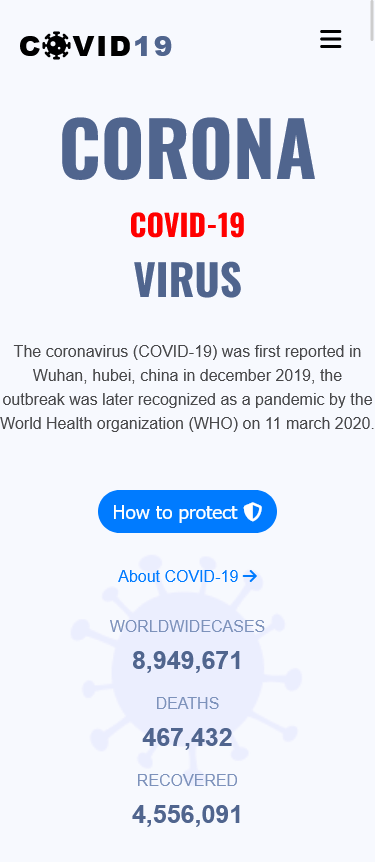 COVID19
CORONA
COVID-19
VIRUS
The coronavirus (COVID-19) was first reported in
Wuhan, hubei, china in december 2019, the
outbreak was later recognized as a pandemic by the
World Health organization (WHO) on 11 march 2020.
How to protect
About COVID-19
WORLDWIDECASES
8,949,671
DEATHS
467,432
RECOVERED
4,556,091